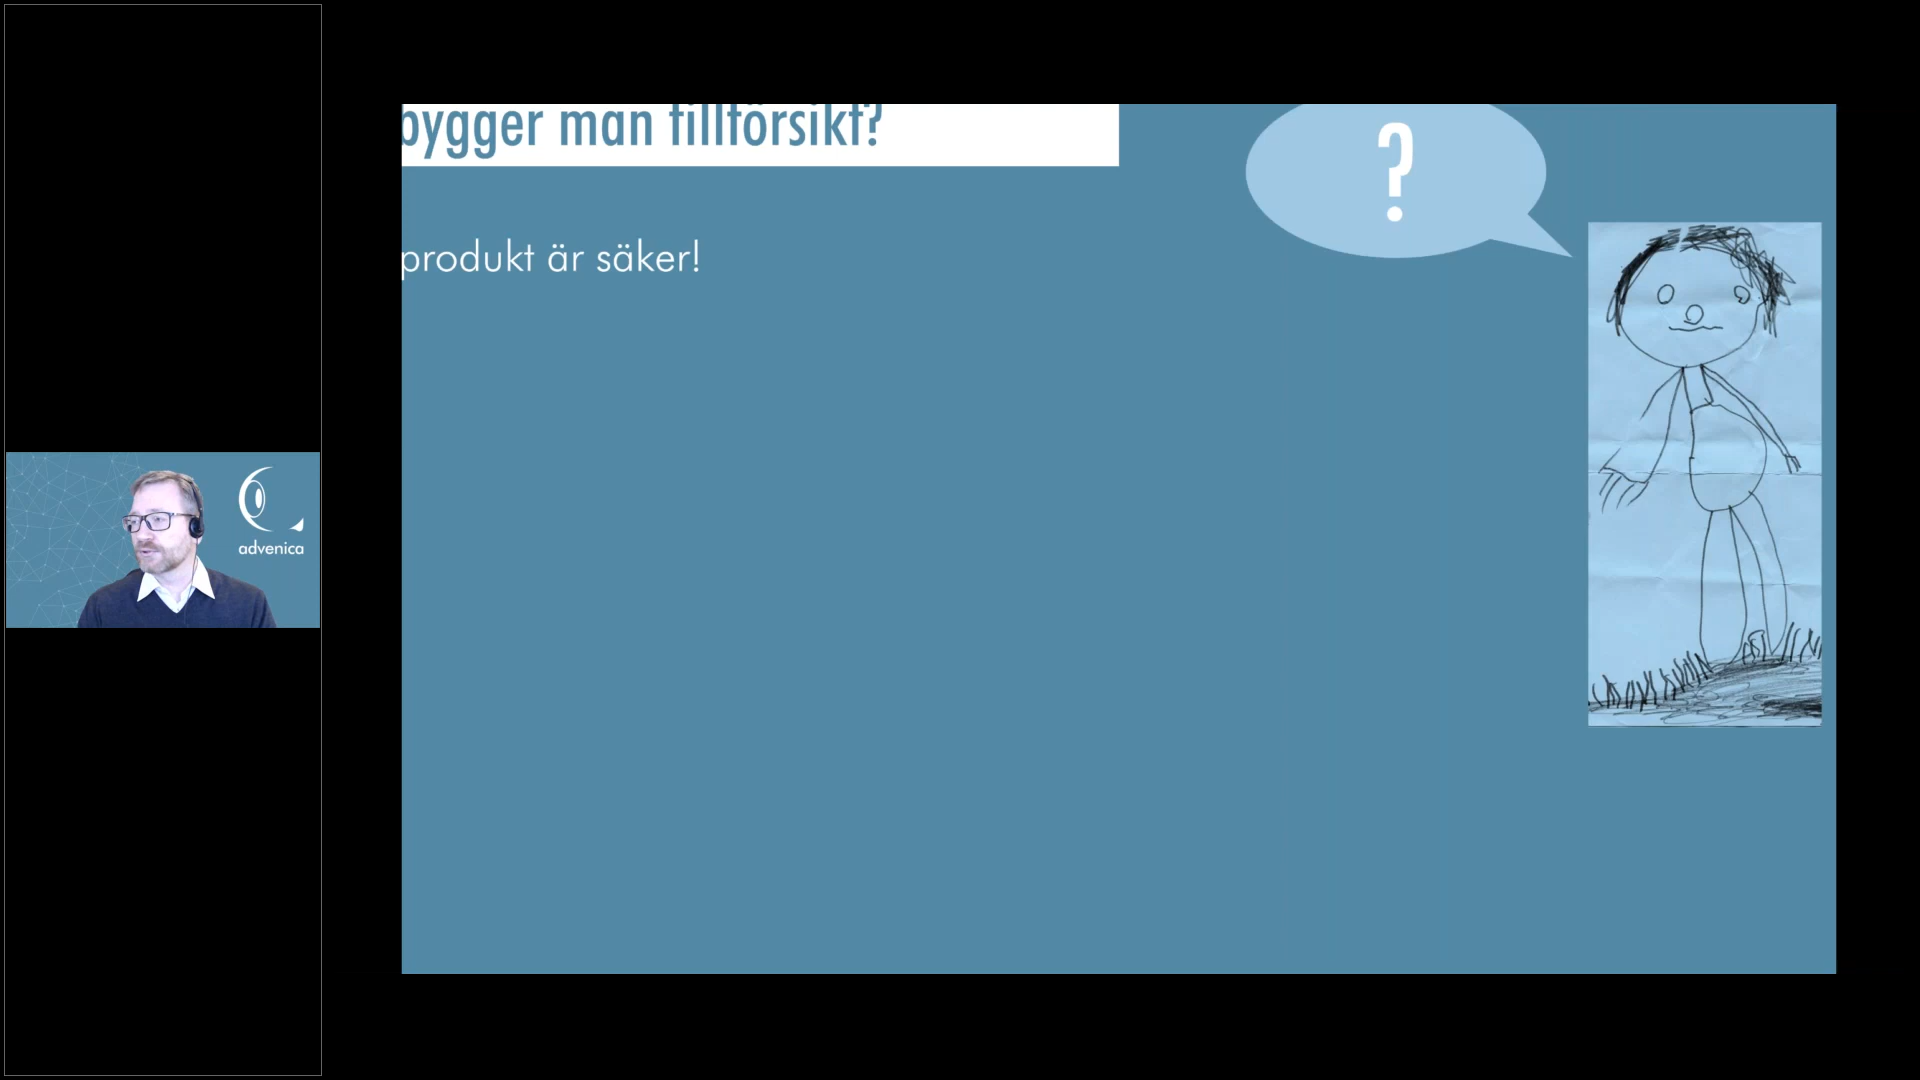 bygger man tillförsikt?
?
produkt är säker!
advenica